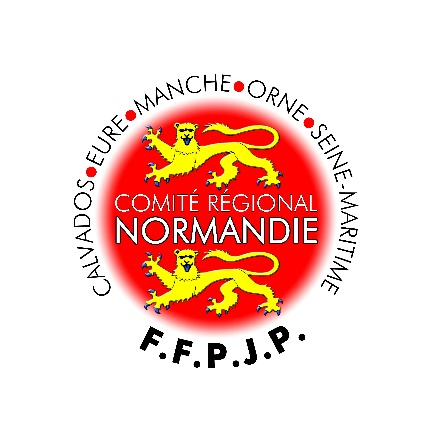 CALVADOS•EURE•MANCHE•ORNE•SEINE-MARITIME
COMITÉ RÉGIONAL
NORMANDIE
F.F.P.J.P.